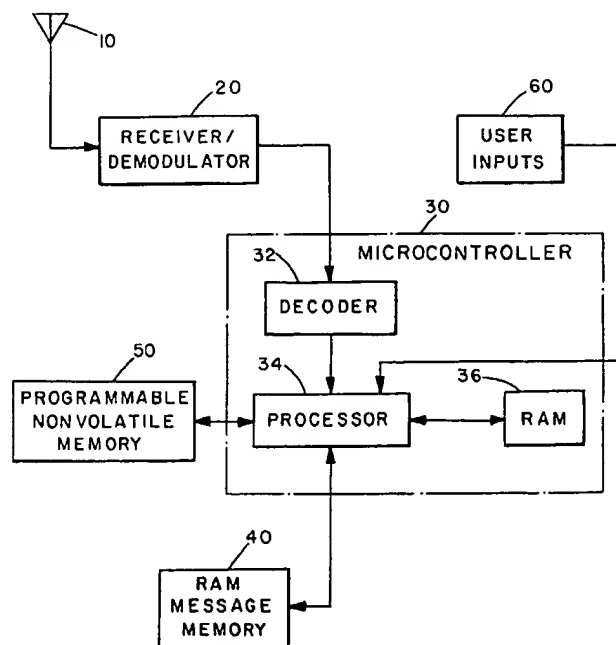 10
20
RECEIVER/
DEMODULATOR
60
USER
INPUTS
30
MICROCONTROLLER
32
DECODER
50
PROGRAMMABLE
NONVOLATILE
MEMORY
34
PROCESSOR
36
RAM
40
RAM
MESSAGE
MEMORY